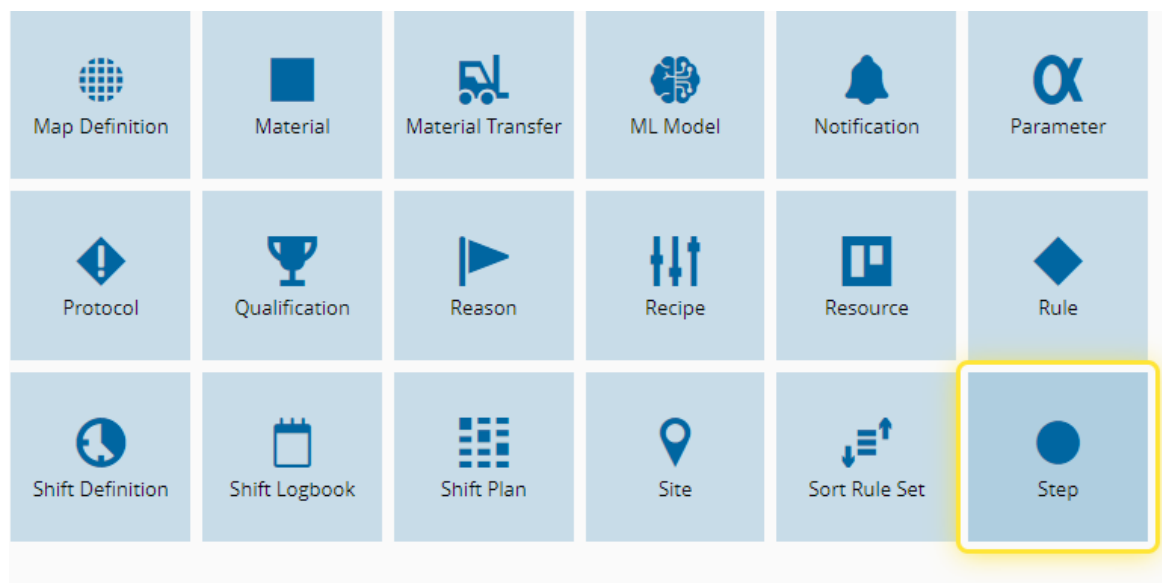 Map Definition
Material
Material Transfer
ML Model
Notification
Parameter
Protocol
Qualification
Reason
Recipe
Resource
Rule
Shift Definition
Shift Logbook
Shift Plan
Site
Sort Rule Set
Step